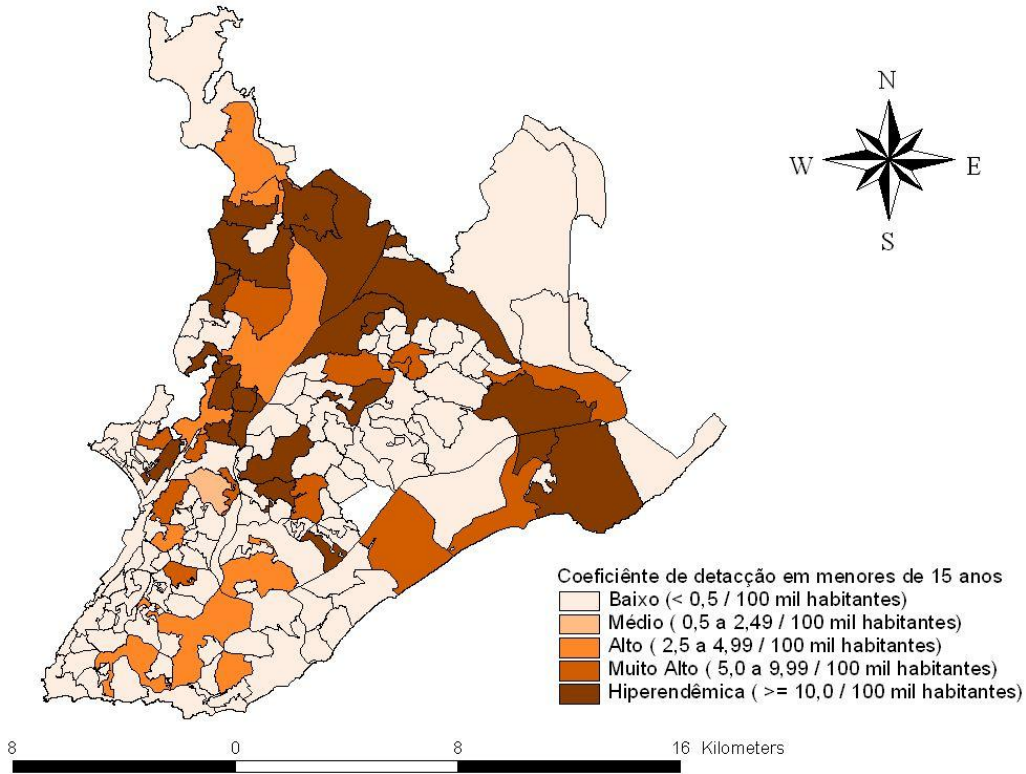 N
W E
S
Coeficiênte de detacção em menores de 15 anos
Baixo (< 0,5 / 100 mil habitantes)
Médio ( 0,5 a 2,49 / 100 mil habitantes)
Alto ( 2,5 a 4,99 / 100 mil habitantes)
Muito Alto ( 5,0 a 9,99 / 100 mil habitantes)
Hiperendêmica ( >= 10,0 / 100 mil habitantes)
8 0 8 16 Kilometers